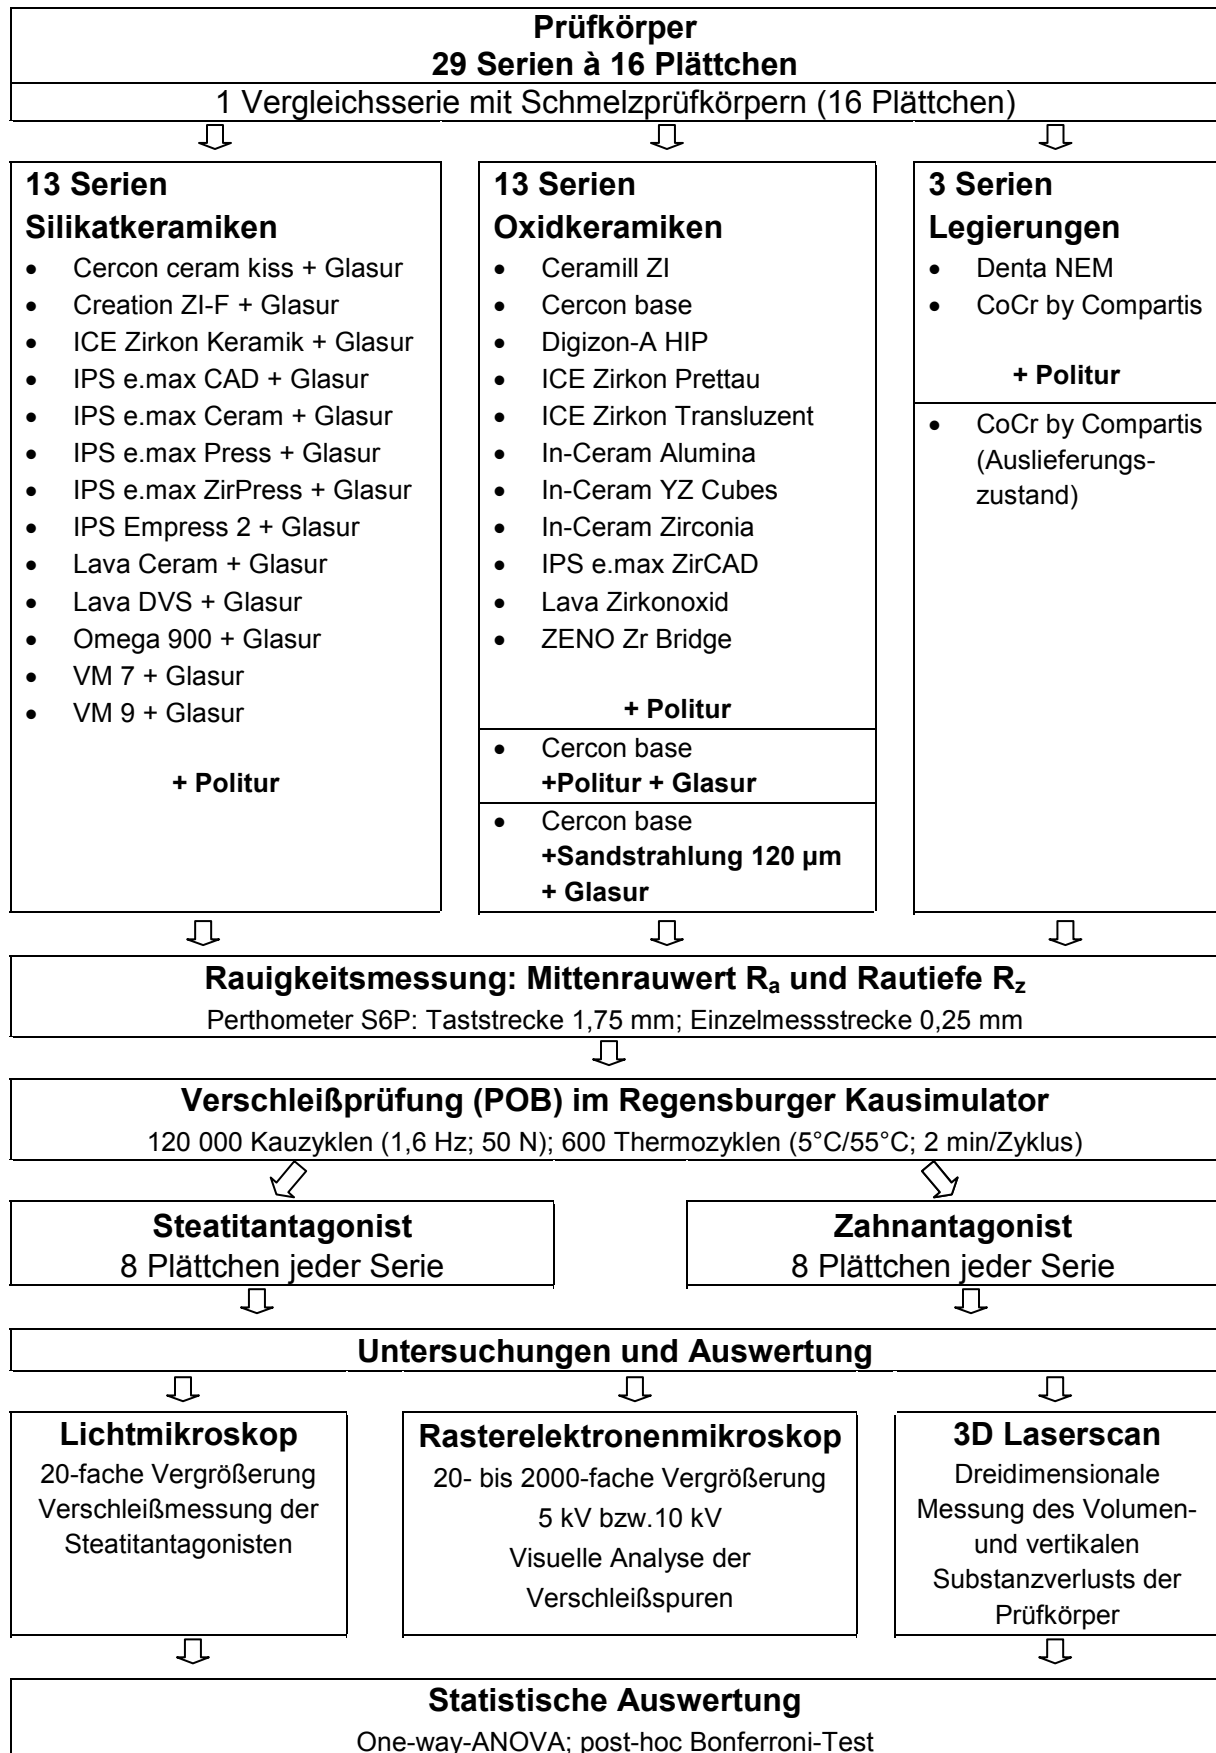 Prüfkörper
29 Serien à 16 Plättchen
1 Vergleichsserie mit Schmelzprüfkörpern (16 Plättchen)
13 Serien
Silikatkeramiken
• Cercon ceram kiss + Glasur
• Creation ZI-F + Glasur
• ICE Zirkon Keramik + Glasur
• IPS e.max CAD + Glasur
• IPS e.max Ceram + Glasur
• IPS e.max Press + Glasur
• IPS e.max ZirPress + Glasur
• IPS Empress 2 + Glasur
• Lava Ceram + Glasur
• Lava DVS + Glasur
• Omega 900 + Glasur
• VM 7 + Glasur
• VM 9 + Glasur
+ Politur
13 Serien
Oxidkeramiken
• Ceramill ZI
• Cercon base
• Digizon-A HIP
• ICE Zirkon Prettau
• ICE Zirkon Transluzent
• In-Ceram Alumina
• In-Ceram YZ Cubes
• In-Ceram Zirconia
• IPS e.max ZirCAD
• Lava Zirkonoxid
• ZENO Zr Bridge
+ Politur
• Cercon base
+Politur + Glasur
• Cercon base
+Sandstrahlung 120 µm
+ Glasur
3 Serien
Legierungen
• Denta NEM
• CoCr by Compartis
+ Politur
• CoCr by Compartis
(Auslieferungs-
zustand)
Rauigkeitsmessung: Mittenrauwert Ra und Rautiefe Rz
Perthometer S6P: Taststrecke 1,75 mm; Einzelmessstrecke 0,25 mm
Verschleißprüfung (POB) im Regensburger Kausimulator
120 000 Kauzyklen (1,6 Hz; 50 N); 600 Thermozyklen (5°C/55°C; 2 min/Zyklus)
Steatitantagonist
8 Plättchen jeder Serie
Zahnantagonist
8 Plättchen jeder Serie
Untersuchungen und Auswertung
Lichtmikroskop
20-fache Vergrößerung
Verschleißmessung der
Steatitantagonisten
Rasterelektronenmikroskop
20- bis 2000-fache Vergrößerung
5 kV bzw.10 kV
Visuelle Analyse der
Verschleißspuren
3D Laserscan
Dreidimensionale
Messung des Volumen-
und vertikalen
Substanzverlusts der
Prüfkörper
Statistische Auswertung
One-way-ANOVA; post-hoc Bonferroni-Test